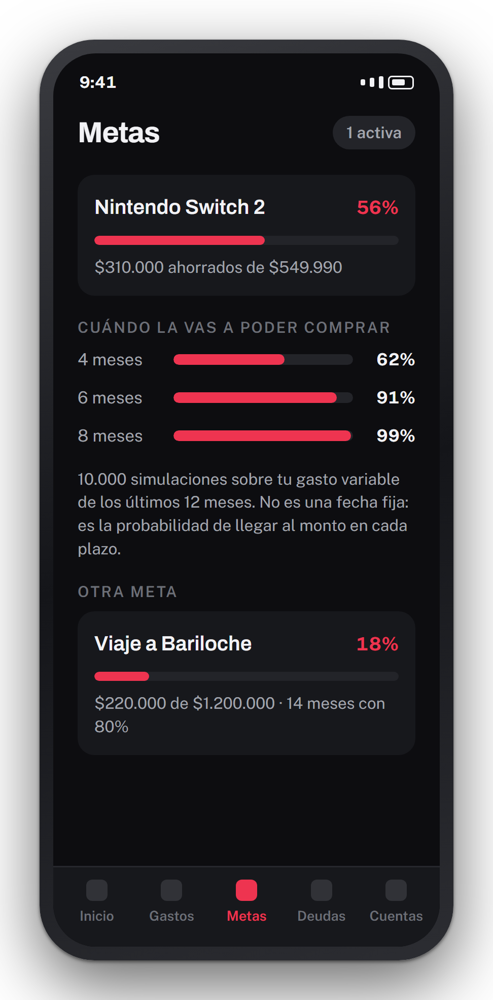 9:41
Metas
1 activa
Nintendo Switch 2
56%
$310.000 ahorrados de $549.990
CUÁNDO LA VAS A PODER COMPRAR
4 meses
62%
6 meses
91%
8 meses
99%
10.000 simulaciones sobre tu gasto variable
de los últimos 12 meses. No es una fecha fija:
es la probabilidad de llegar al monto en cada
plazo.
OTRA META
Viaje a Bariloche
18%
$220.000 de $1.200.000 · 14 meses con
80%
Inicio
Gastos
Metas
Deudas
Cuentas